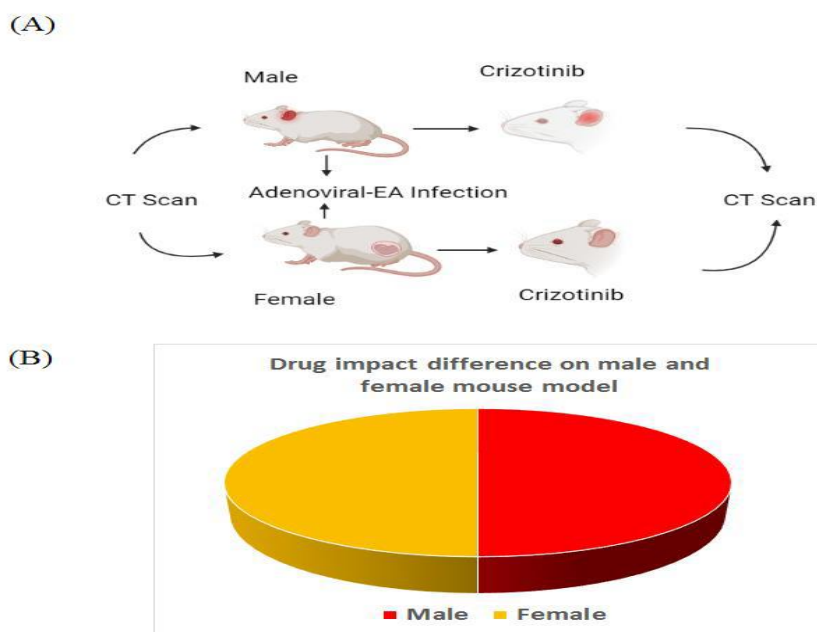 (A)
Male
Crizotinib
CT Scan
Adenoviral-EA Infection
CT Scan
Female
Crizotinib
(B)
Drug impact difference on male and
female mouse model
Male Female